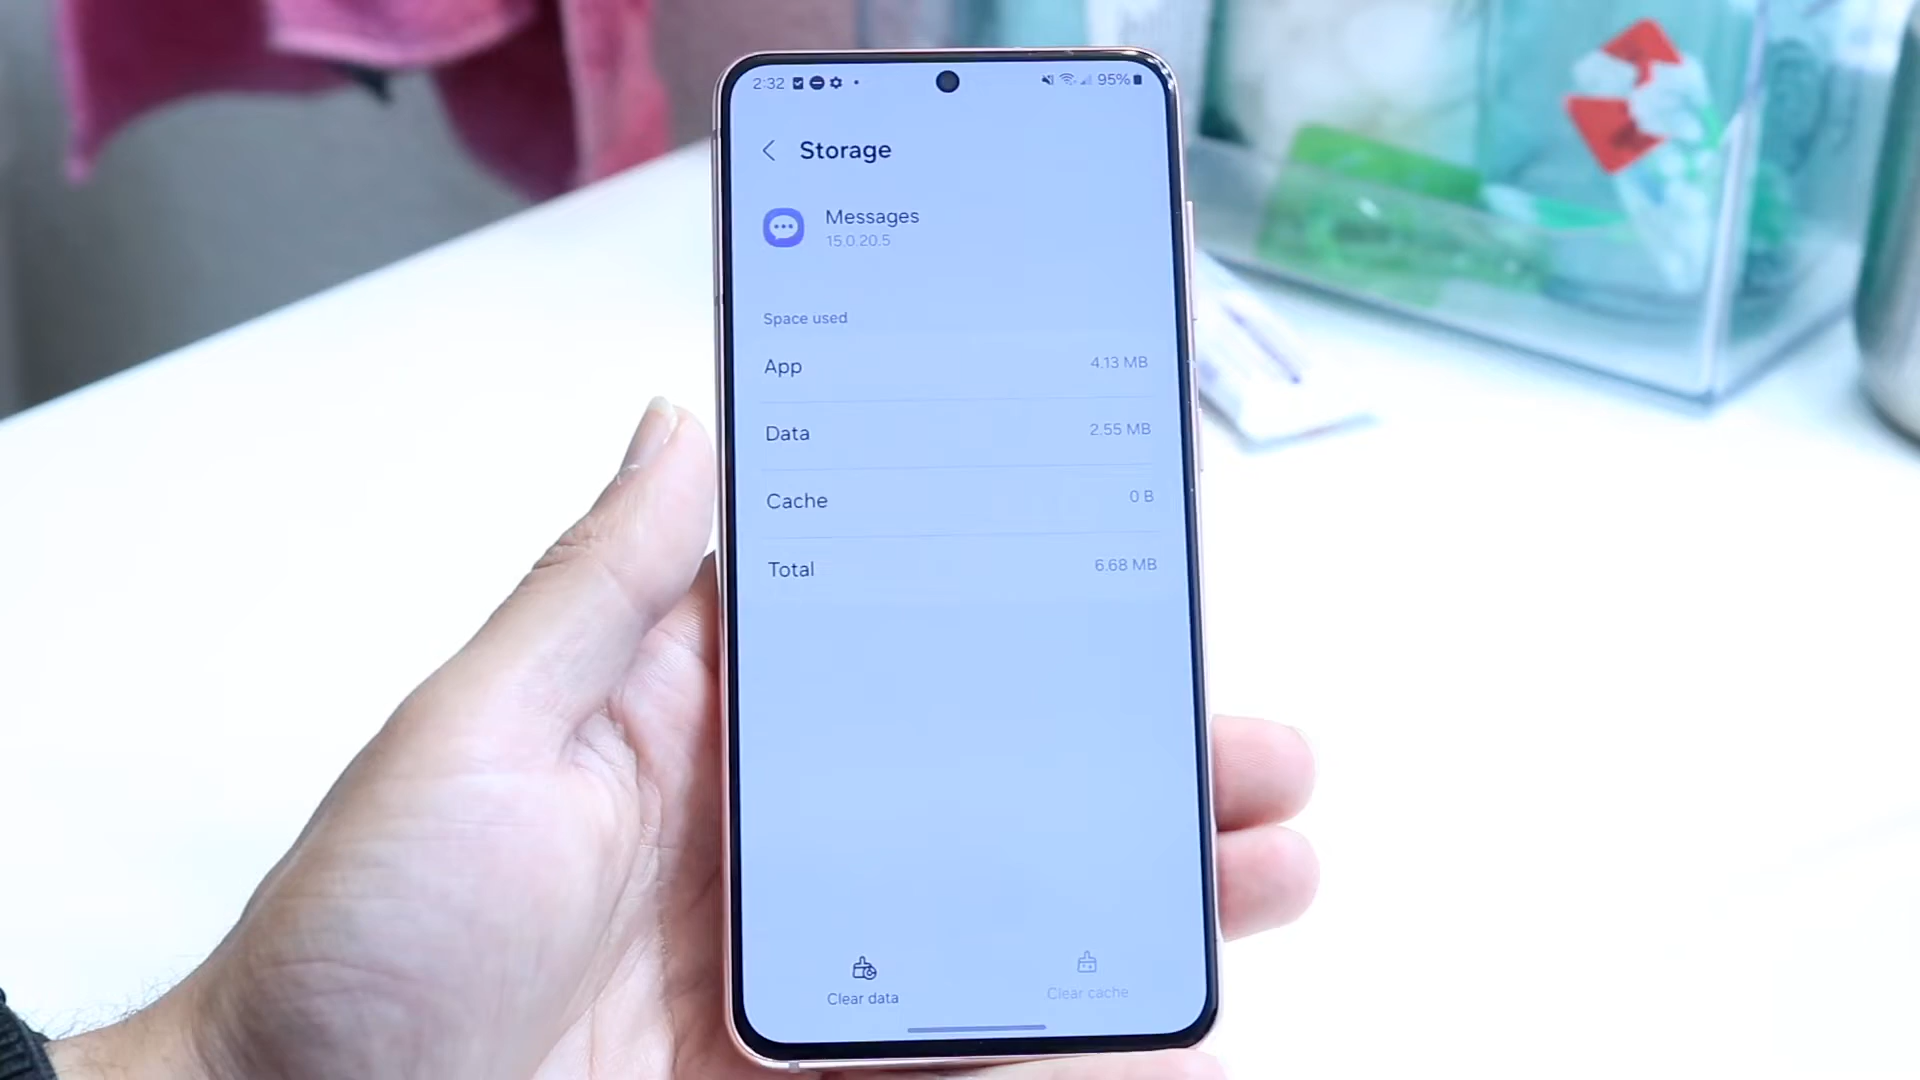 2:32 95%
Storage
Messages
15.0.20.5
Space used
App 4.13 MB
Data 2.55 MB
Cache 0 B
Total 6.68 MB
Clear data Clear cache